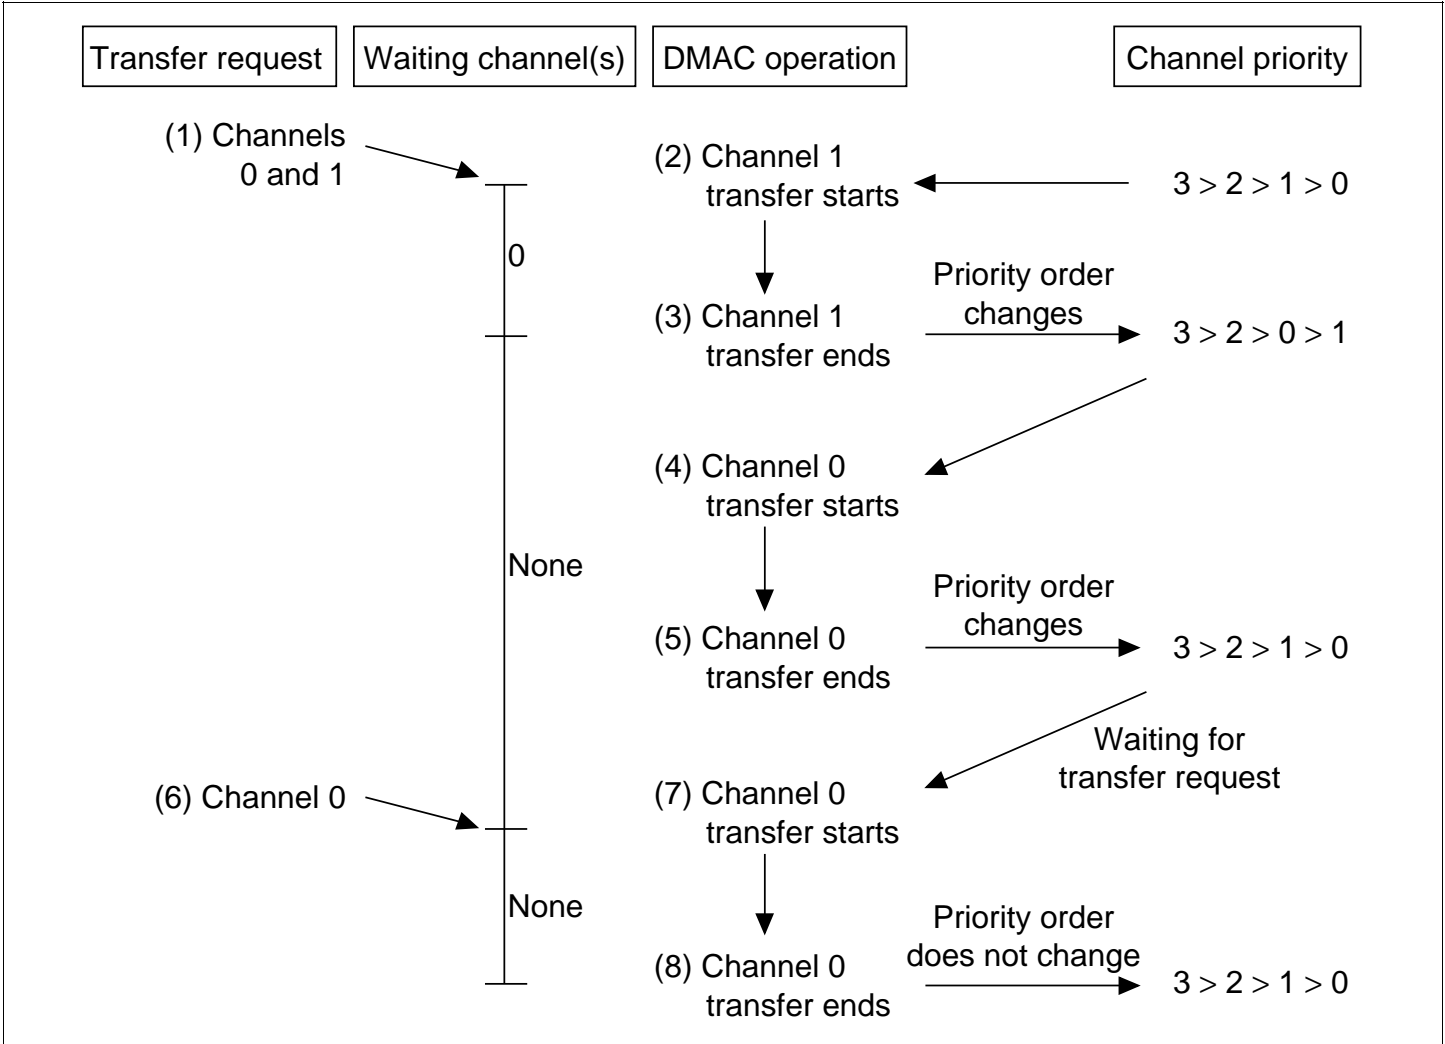 Transfer request
Waiting channel(s)
DMAC operation
Channel priority
(1) Channels
0 and 1
(2) Channel 1
transfer starts
3 > 2 > 1 > 0
0
Priority order
changes
(3) Channel 1
transfer ends
3 > 2 > 0 > 1
(4) Channel 0
transfer starts
None
Priority order
changes
(5) Channel 0
transfer ends
3 > 2 > 1 > 0
Waiting for
transfer request
(6) Channel 0
(7) Channel 0
transfer starts
None
Priority order
does not change
(8) Channel 0
transfer ends
3 > 2 > 1 > 0